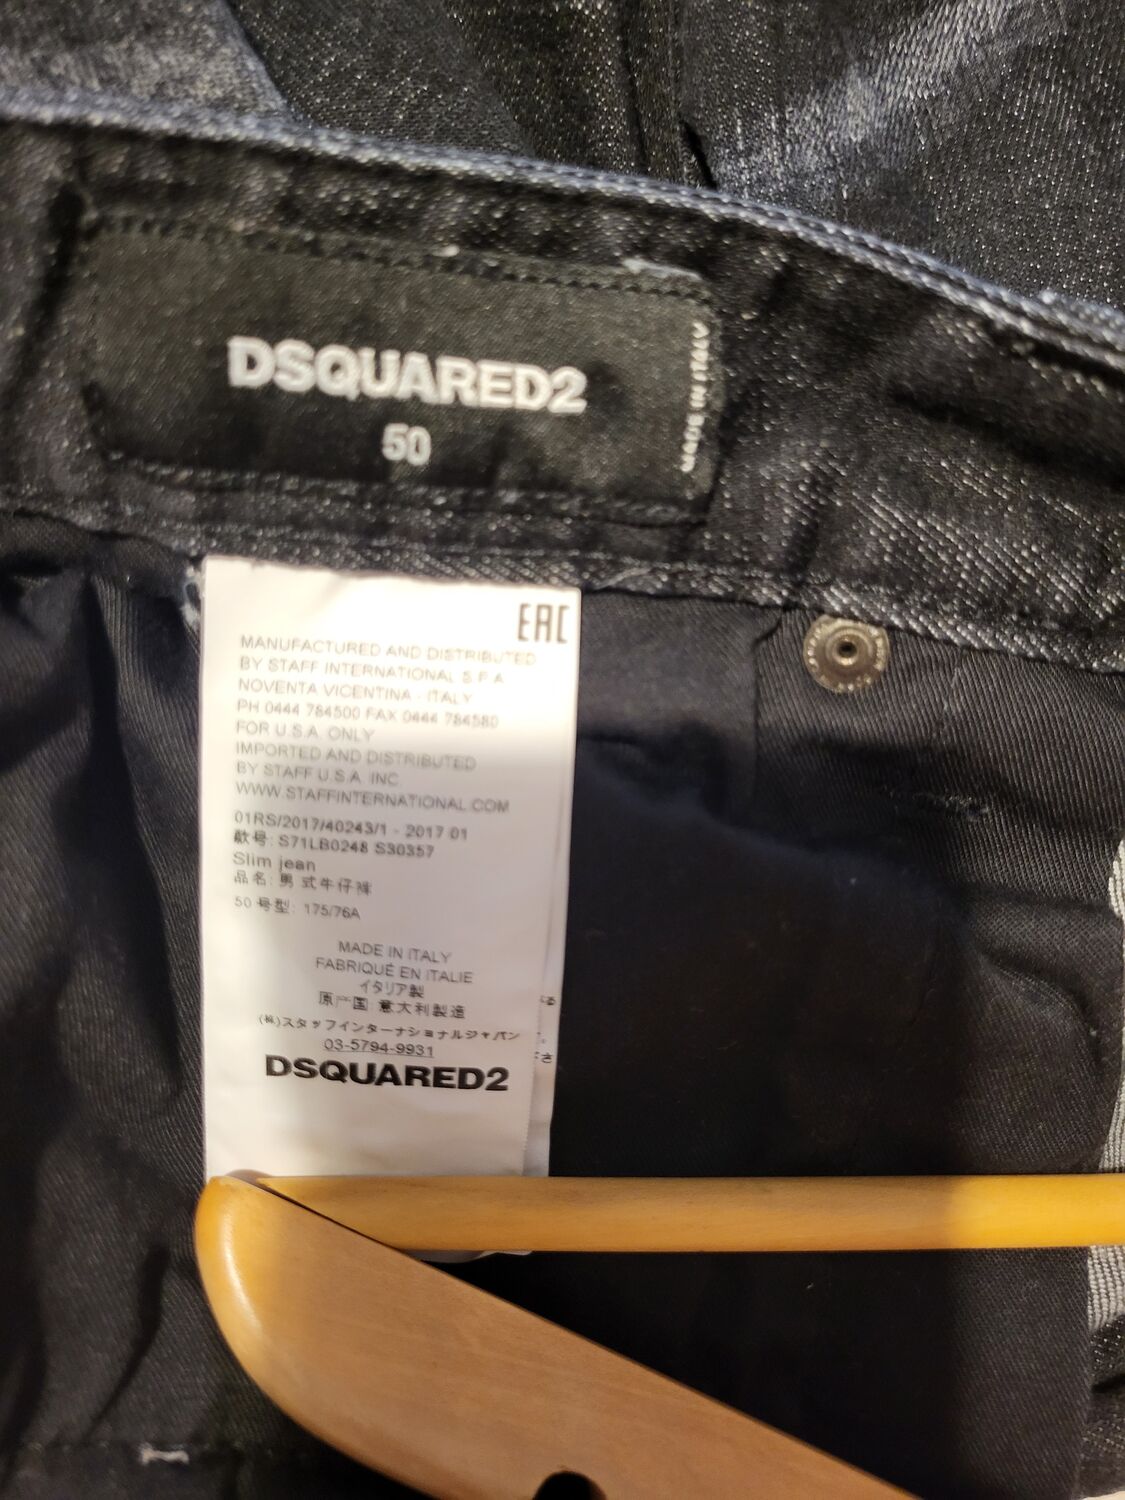 DSQUARED2
50
MADE IN ITALY
EAC
MANUFACTURED AND DISTRIBUTED
BY STAFF INTERNATIONAL S.P.A
NOVENTA VICENTINA - ITALY
PH 0444 784500 FAX 0444 784580
FOR U.S.A. ONLY
IMPORTED AND DISTRIBUTED
BY STAFF U.S.A. INC.
WWW.STAFFINTERNATIONAL.COM
01RS/2017/40243/1 - 2017 01
款号: S71LB0248 S30357
Slim jean
品名: 男式牛仔裤
50 号型: 175/76A
MADE IN ITALY
FABRIQUÉ EN ITALIE
イタリア製
原产国 意大利製造
(株)スタッフインターナショナルジャパン
03-5794-9931
DSQUARED2